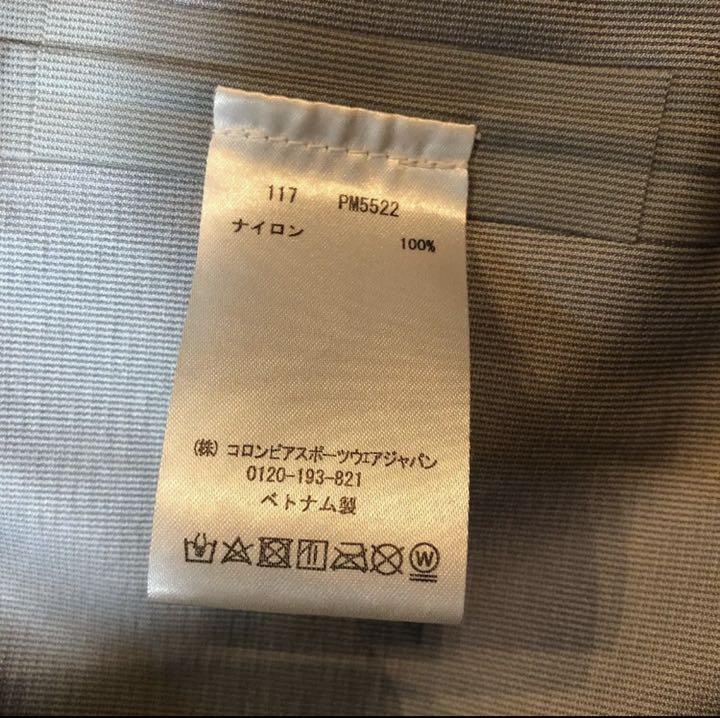 117 PM5522
ナイロン 100%
(株) コロンビアスポーツウェアジャパン
0120-193-821
ベトナム製
W